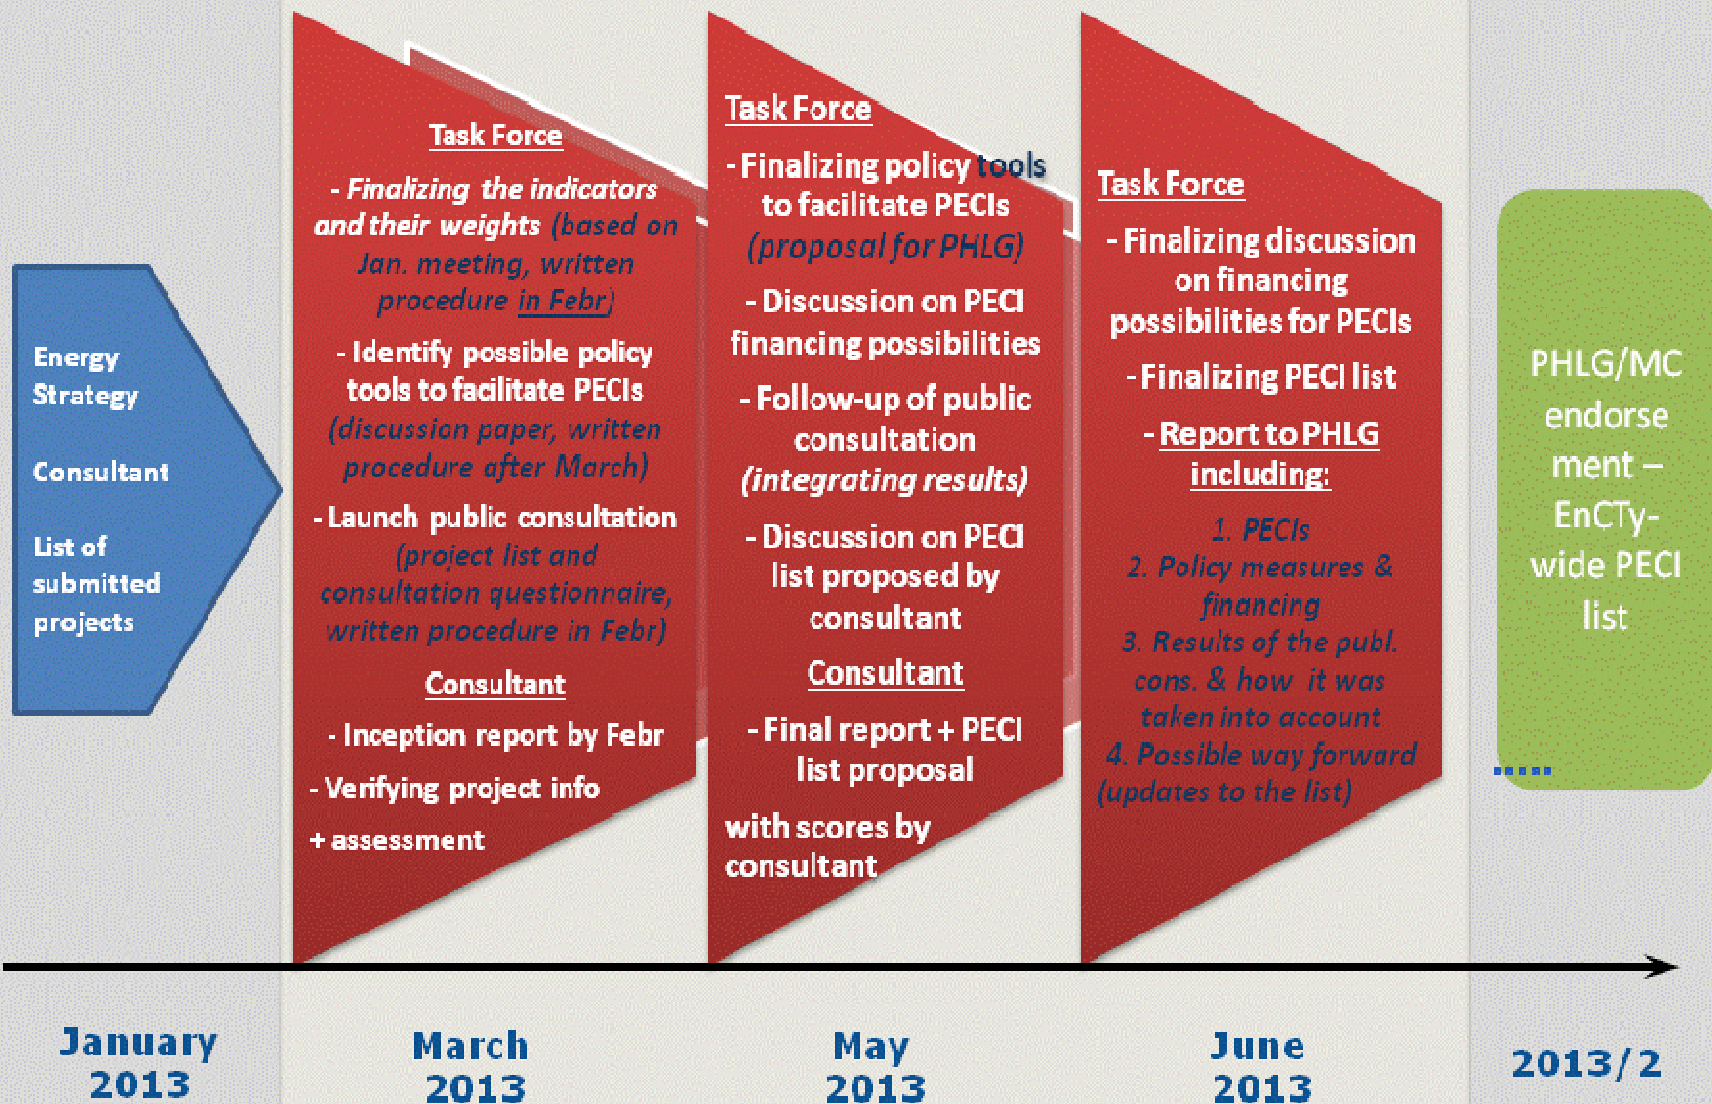 Energy
Strategy
Consultant
List of
submitted
projects
Task Force
- Finalizing the indicators
and their weights (based on
Jan. meeting, written
procedure in Febr)
- Identify possible policy
tools to facilitate PECIs
(discussion paper, written
procedure after March)
- Launch public consultation
(project list and
consultation questionnaire,
written procedure in Febr)
Consultant
- Inception report by Febr
- Verifying project info
+ assessment
Task Force
- Finalizing policy tools
to facilitate PECIs
(proposal for PHLG)
- Discussion on PECI
financing possibilities
- Follow-up of public
consultation
(integrating results)
- Discussion on PECI
list proposed by
consultant
Consultant
- Final report + PECI
list proposal
with scores by
consultant
Task Force
- Finalizing discussion
on financing
possibilities for PECIs
- Finalizing PECI list
- Report to PHLG
including:
1. PECIs
2. Policy measures &
financing
3. Results of the publ.
cons. & how it was
taken into account
4. Possible way forward
(updates to the list)
PHLG/MC
endorse
ment –
EnCTy-
wide PECI
list
January
2013
March
2013
May
2013
June
2013
2013/2